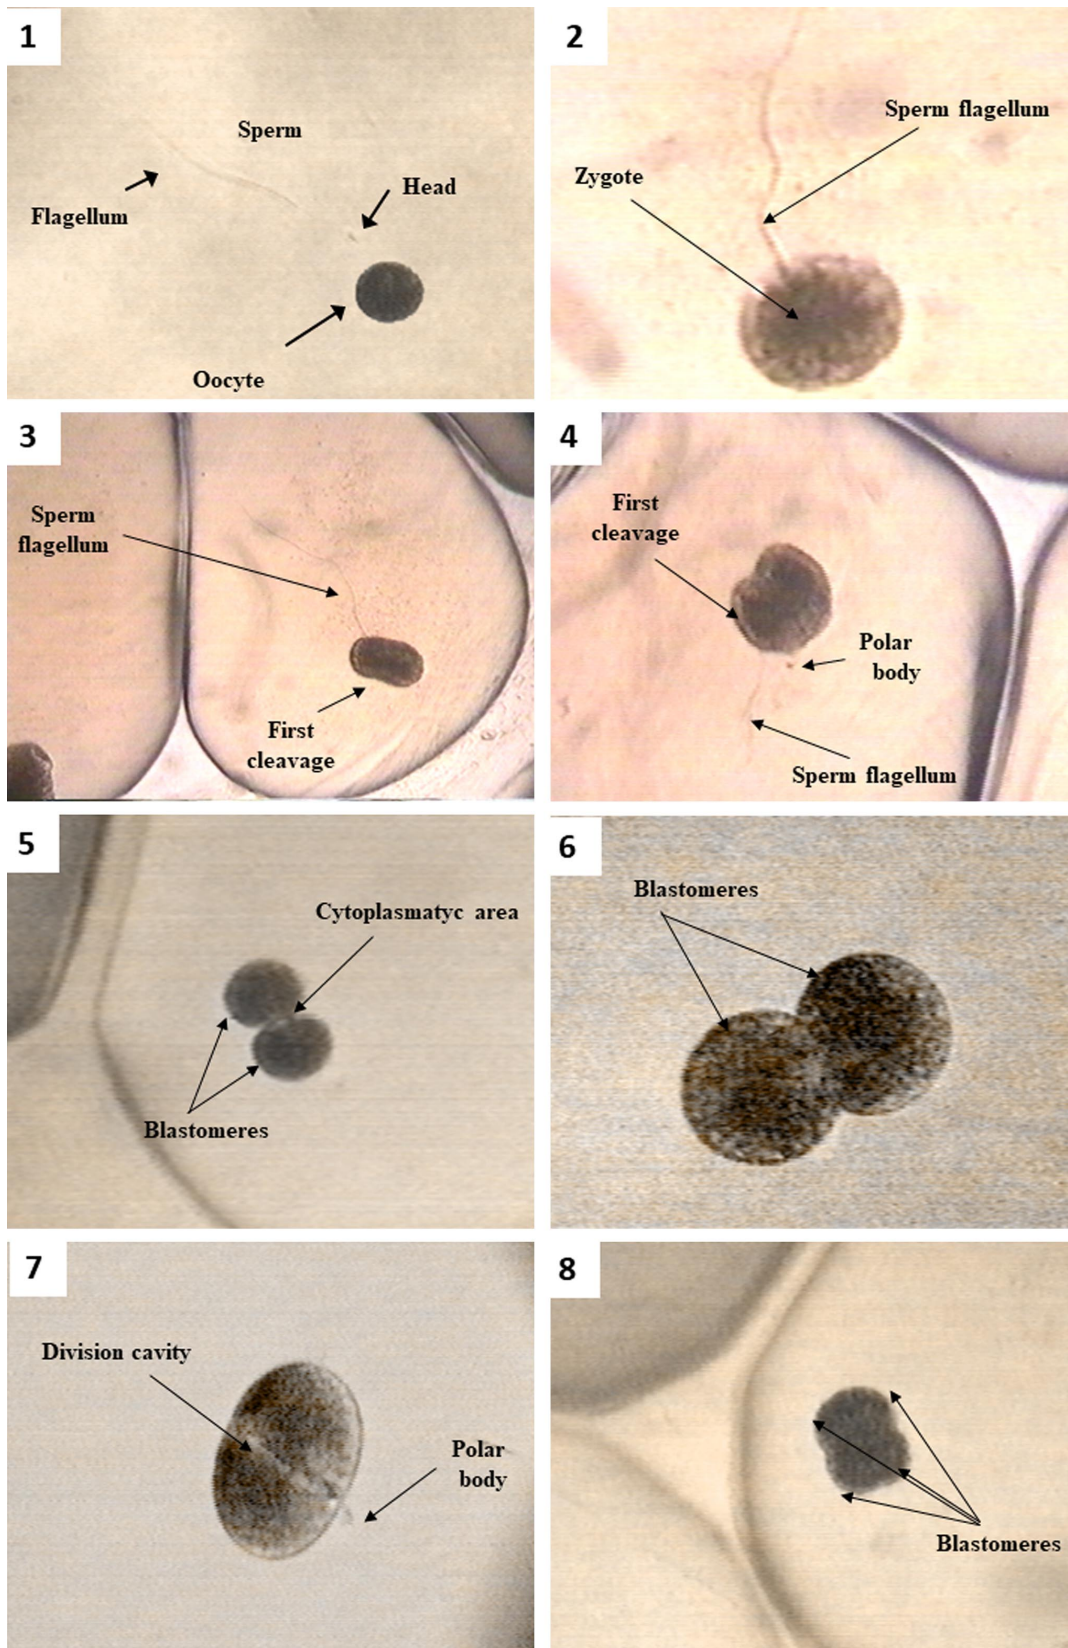 1
Sperm
Head
Flagellum
Oocyte
2
Sperm flagellum
Zygote
3
Sperm
flagellum
First
cleavage
4
First
cleavage
Polar
body
Sperm flagellum
5
Cytoplasmatyc area
Blastomeres
6
Blastomeres
7
Division cavity
Polar
body
8
Blastomeres